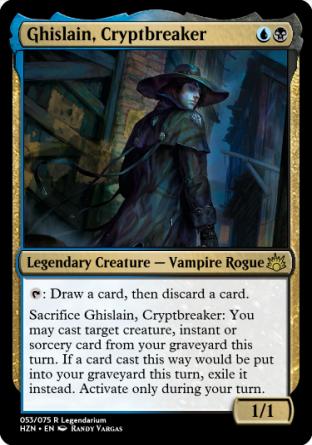 Ghislain, Cryptbreaker
Legendary Creature — Vampire Rogue
: Draw a card, then discard a card.
Sacrifice Ghislain, Cryptbreaker: You
may cast target creature, instant or
sorcery card from your graveyard this
turn. If a card cast this way would be put
into your graveyard this turn, exile it
instead. Activate only during your turn.
1/1
053/075 R Legendarium
HZN • EN Randy Vargas